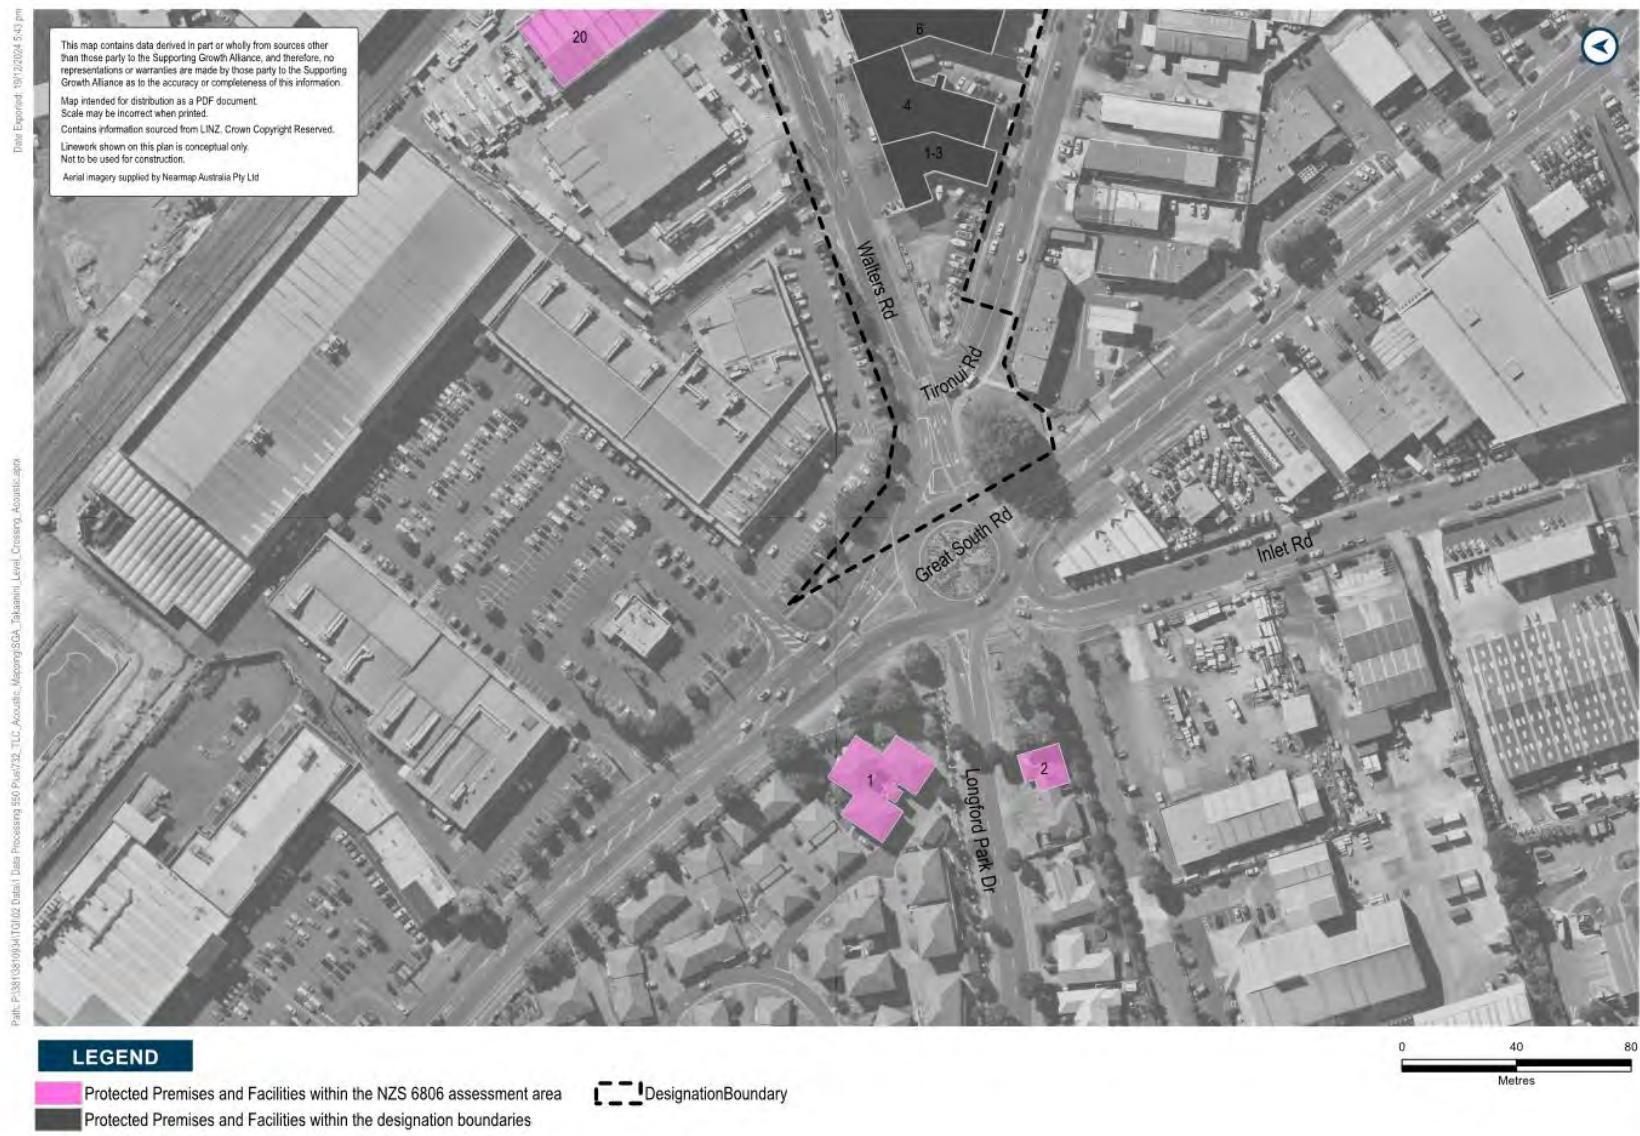 This map contains data derived in part or wholly from sources other
than those party to the Supporting Growth Alliance, and therefore, no
representations or warranties are made by those party to the Supporting
Growth Alliance as to the accuracy or completeness of this information.
Map intended for distribution as a PDF document.
Scale may be incorrect when printed.
Contains information sourced from LINZ. Crown Copyright Reserved.
Linework shown on this plan is conceptual only.
Not to be used for construction.
Aerial imagery supplied by Nearmap Australia Pty Ltd
20
6
4
1-3
Walters Rd
Tironui Rd
Great South Rd
Inlet Rd
1
2
Longford Park Dr
LEGEND
Protected Premises and Facilities within the NZS 6806 assessment area
DesignationBoundary
Protected Premises and Facilities within the designation boundaries
0 40 80
Metres